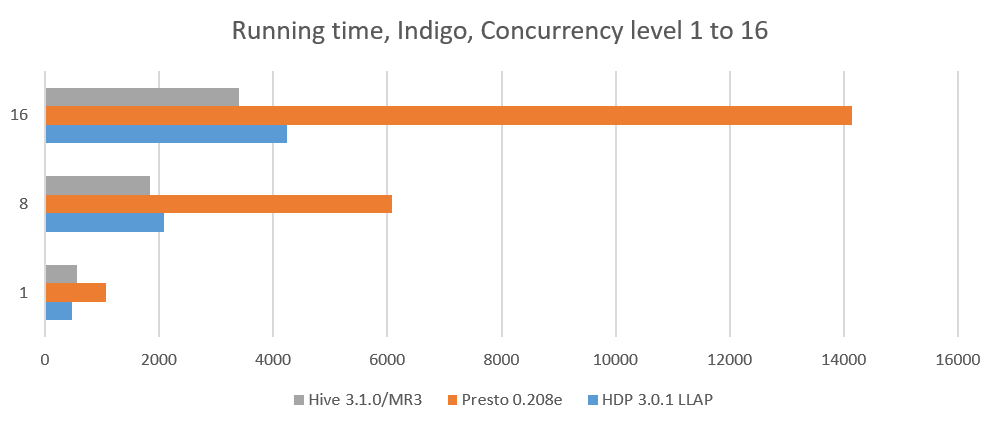 Running time, Indigo, Concurrency level 1 to 16
16
8
1
0 2000 4000 6000 8000 10000 12000 14000 16000
Hive 3.1.0/MR3 Presto 0.208e HDP 3.0.1 LLAP